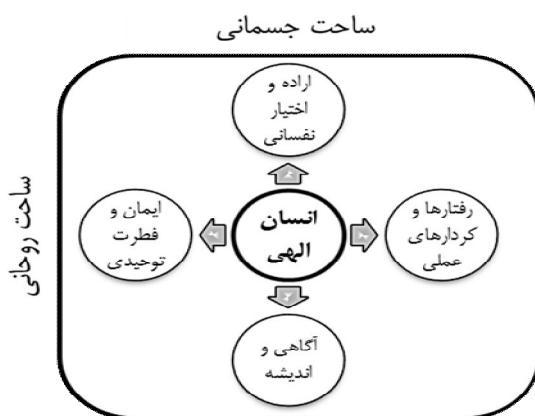 ساحت جسمانی
اراده و
اختیار
نفسانی
رفتارها و
کردارهای
عملی
انسان
الهی
ایمان و
فطرت
توحیدی
ساحت روحانی
آگاهی و
اندیشه